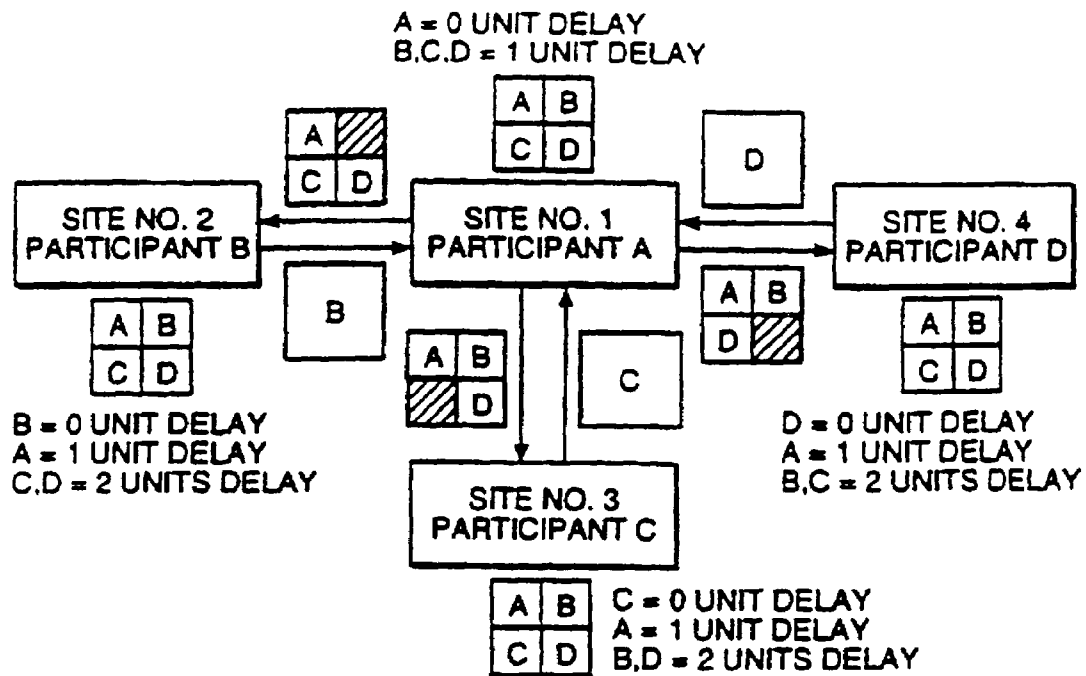 A = 0 UNIT DELAY
B,C,D = 1 UNIT DELAY
A B
C D
A
C D
D
SITE NO. 2
PARTICIPANT B
SITE NO. 1
PARTICIPANT A
SITE NO. 4
PARTICIPANT D
B
A B
D
A B
D
C
A B
C D
A B
C D
B = 0 UNIT DELAY
A = 1 UNIT DELAY
C,D = 2 UNITS DELAY
D = 0 UNIT DELAY
A = 1 UNIT DELAY
B,C = 2 UNITS DELAY
SITE NO. 3
PARTICIPANT C
A B
C D
C = 0 UNIT DELAY
A = 1 UNIT DELAY
B,D = 2 UNITS DELAY